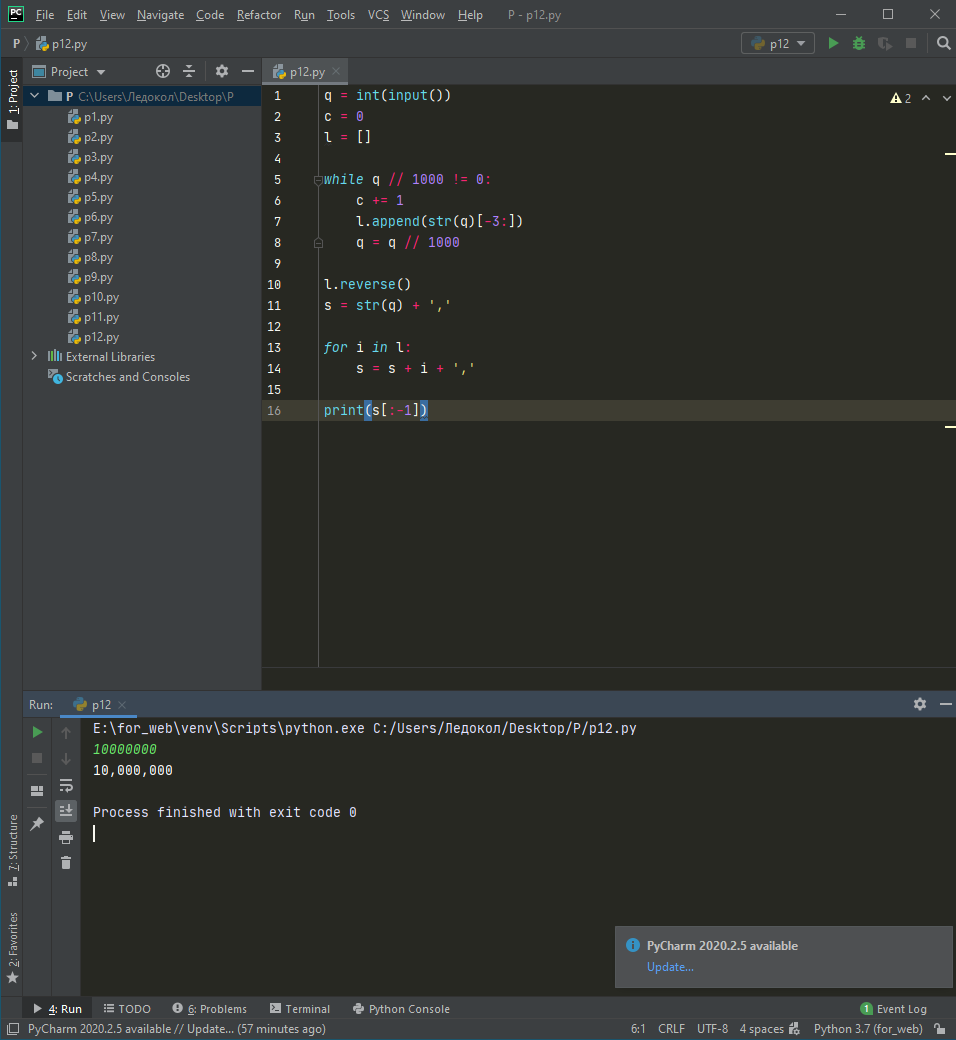 PC File Edit View Navigate Code Refactor Run Tools VCS Window Help P - p12.py
P p12.py p12
1: Project
Project
p12.py
P C:\Users\Ледокол\Desktop\P
p1.py
p2.py
p3.py
p4.py
p5.py
p6.py
p7.py
p8.py
p9.py
p10.py
p11.py
p12.py
External Libraries
Scratches and Consoles
2
1 q = int(input())
2 c = 0
3 l = []
4
5 while q // 1000 != 0:
6 c += 1
7 l.append(str(q)[-3:])
8 q = q // 1000
9
10 l.reverse()
11 s = str(q) + ','
12
13 for i in l:
14 s = s + i + ','
15
16 print(s[:-1])
Run: p12
E:\for_web\venv\Scripts\python.exe C:/Users/Ледокол/Desktop/P/p12.py
10000000
10,000,000
Process finished with exit code 0
7: Structure
2: Favorites
PyCharm 2020.2.5 available
Update...
4: Run TODO 6: Problems Terminal Python Console 1 Event Log
PyCharm 2020.2.5 available // Update... (57 minutes ago) 6:1 CRLF UTF-8 4 spaces Python 3.7 (for_web)